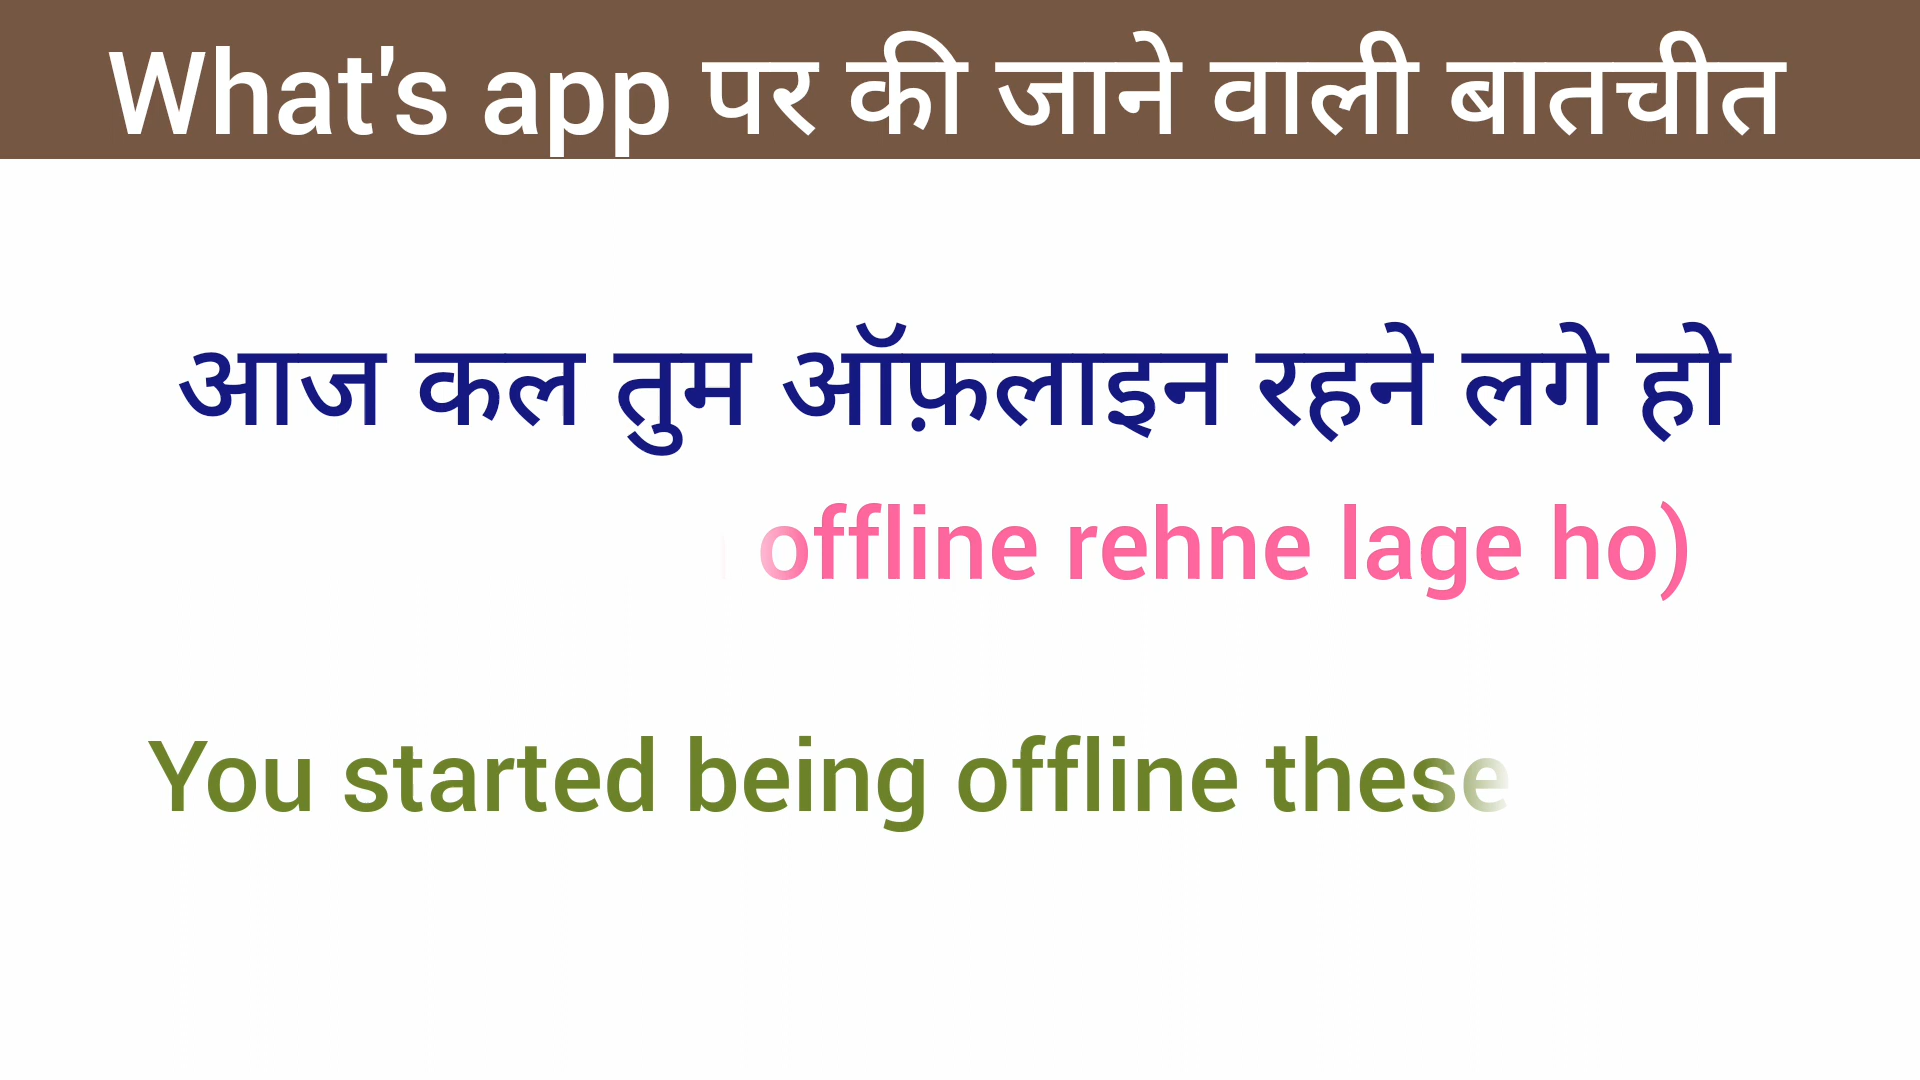 What's app पर की जाने वाली बातचीत
आज कल तुम ऑफ़लाइन रहने लगे हो
offline rehne lage ho)
You started being offline these